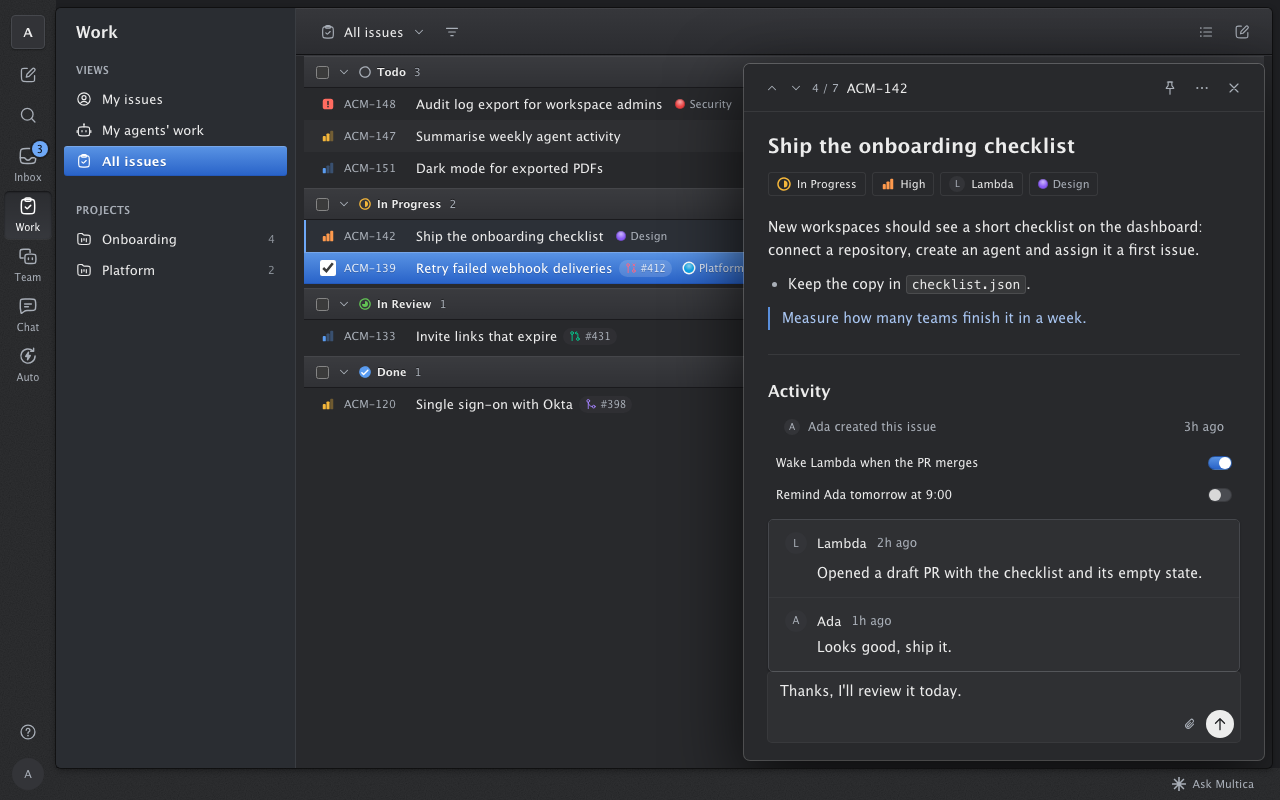 A
3
Inbox
Work
Team
Chat
Auto
A
Work
VIEWS
My issues
My agents' work
All issues
PROJECTS
Onboarding 4
Platform 2
All issues
Todo 3
ACM-148 Audit log export for workspace admins Security
ACM-147 Summarise weekly agent activity
ACM-151 Dark mode for exported PDFs
In Progress 2
ACM-142 Ship the onboarding checklist Design
ACM-139 Retry failed webhook deliveries #412 Platform
In Review 1
ACM-133 Invite links that expire #431
Done 1
ACM-120 Single sign-on with Okta #398
4 / 7 ACM-142
Ship the onboarding checklist
In Progress High L Lambda Design
New workspaces should see a short checklist on the dashboard:
connect a repository, create an agent and assign it a first issue.
• Keep the copy in checklist.json.
Measure how many teams finish it in a week.
Activity
A Ada created this issue 3h ago
Wake Lambda when the PR merges
Remind Ada tomorrow at 9:00
L Lambda 2h ago
Opened a draft PR with the checklist and its empty state.
A Ada 1h ago
Looks good, ship it.
Thanks, I'll review it today.
Ask Multica